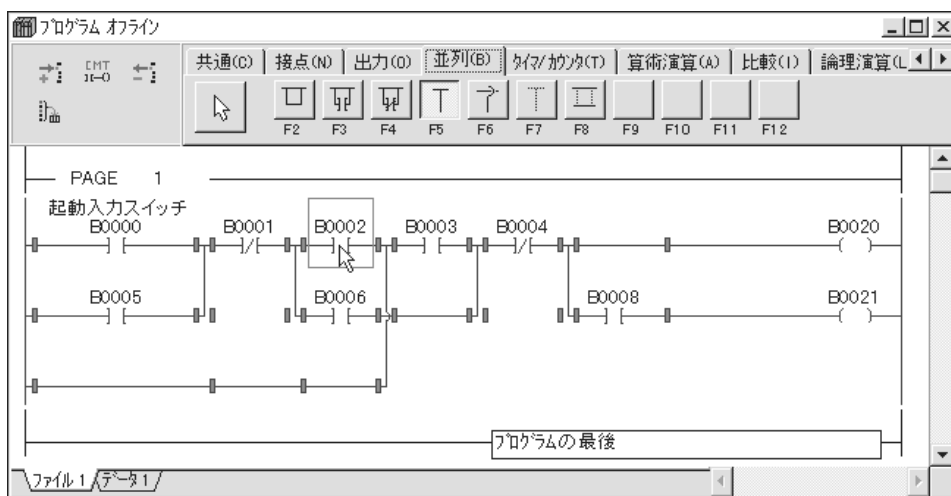 プログラム オフライン
CMT
共通(C) 接点(N) 出力(O) 並列(B) タイマ/カウンタ(T) 算術演算(A) 比較(I) 論理演算(L
F2 F3 F4 F5 F6 F7 F8 F9 F10 F11 F12
PAGE 1
起動入力スイッチ
B0000 B0001 B0002 B0003 B0004 B0020
B0005 B0006 B0008 B0021
プログラムの最後
ファイル 1 データ 1